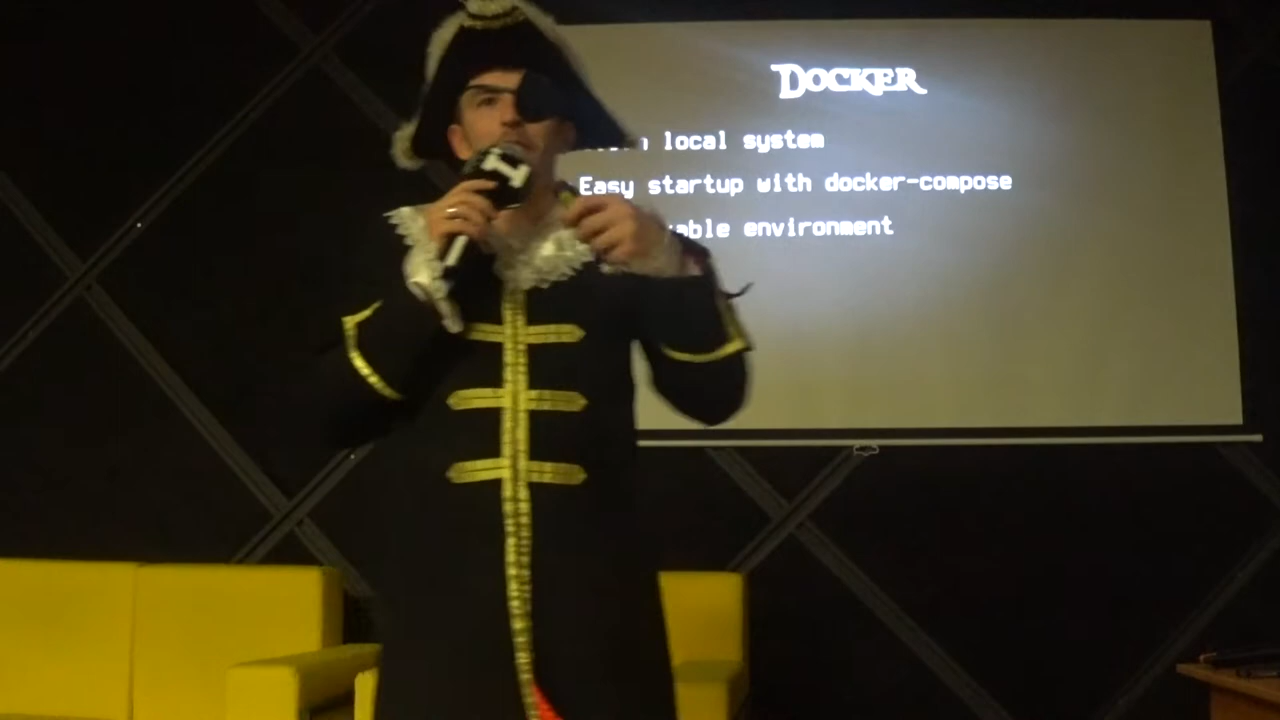 DOCKER
local system
Easy startup with docker-compose
environment